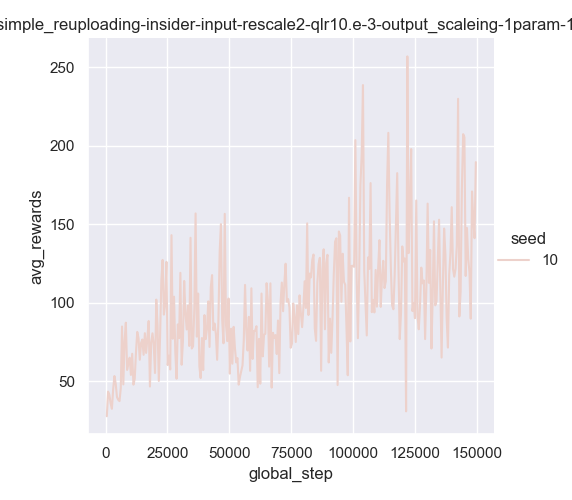 simple_reuploading-insider-input-rescale2-qlr10.e-3-output_scaleing-1param-1
250
200
150
100
50
avg_rewards
0 25000 50000 75000 100000 125000 150000
global_step
seed
10